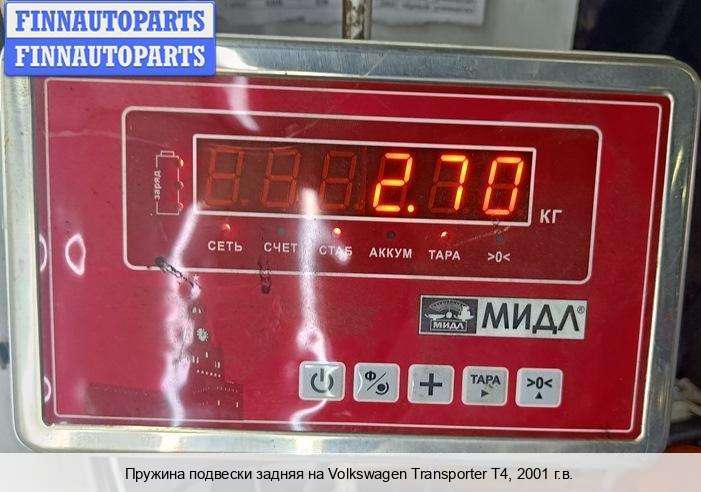 FINNAUTOPARTS
FINNAUTOPARTS
заряд
2.70
КГ
СЕТЬ СЧЕТ СТАБ АККУМ ТАРА >0<
МИДЛ МИДЛ®
Ф + ТАРА >0<
Пружина подвески задняя на Volkswagen Transporter T4, 2001 г.в.